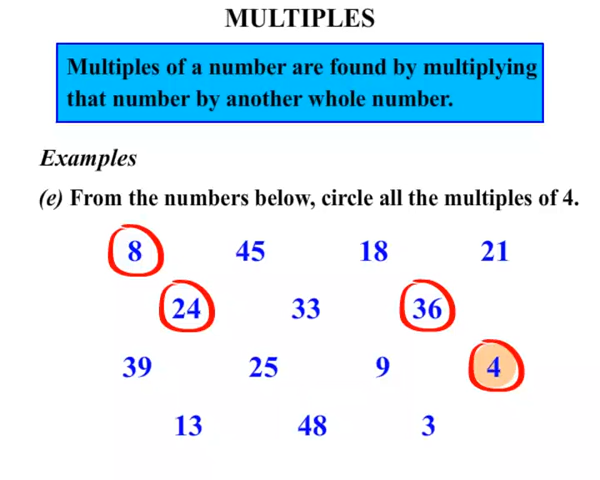 MULTIPLES
Multiples of a number are found by multiplying
that number by another whole number.
Examples
(e) From the numbers below, circle all the multiples of 4.
8 45 18 21
24 33 36
39 25 9 4
13 48 3